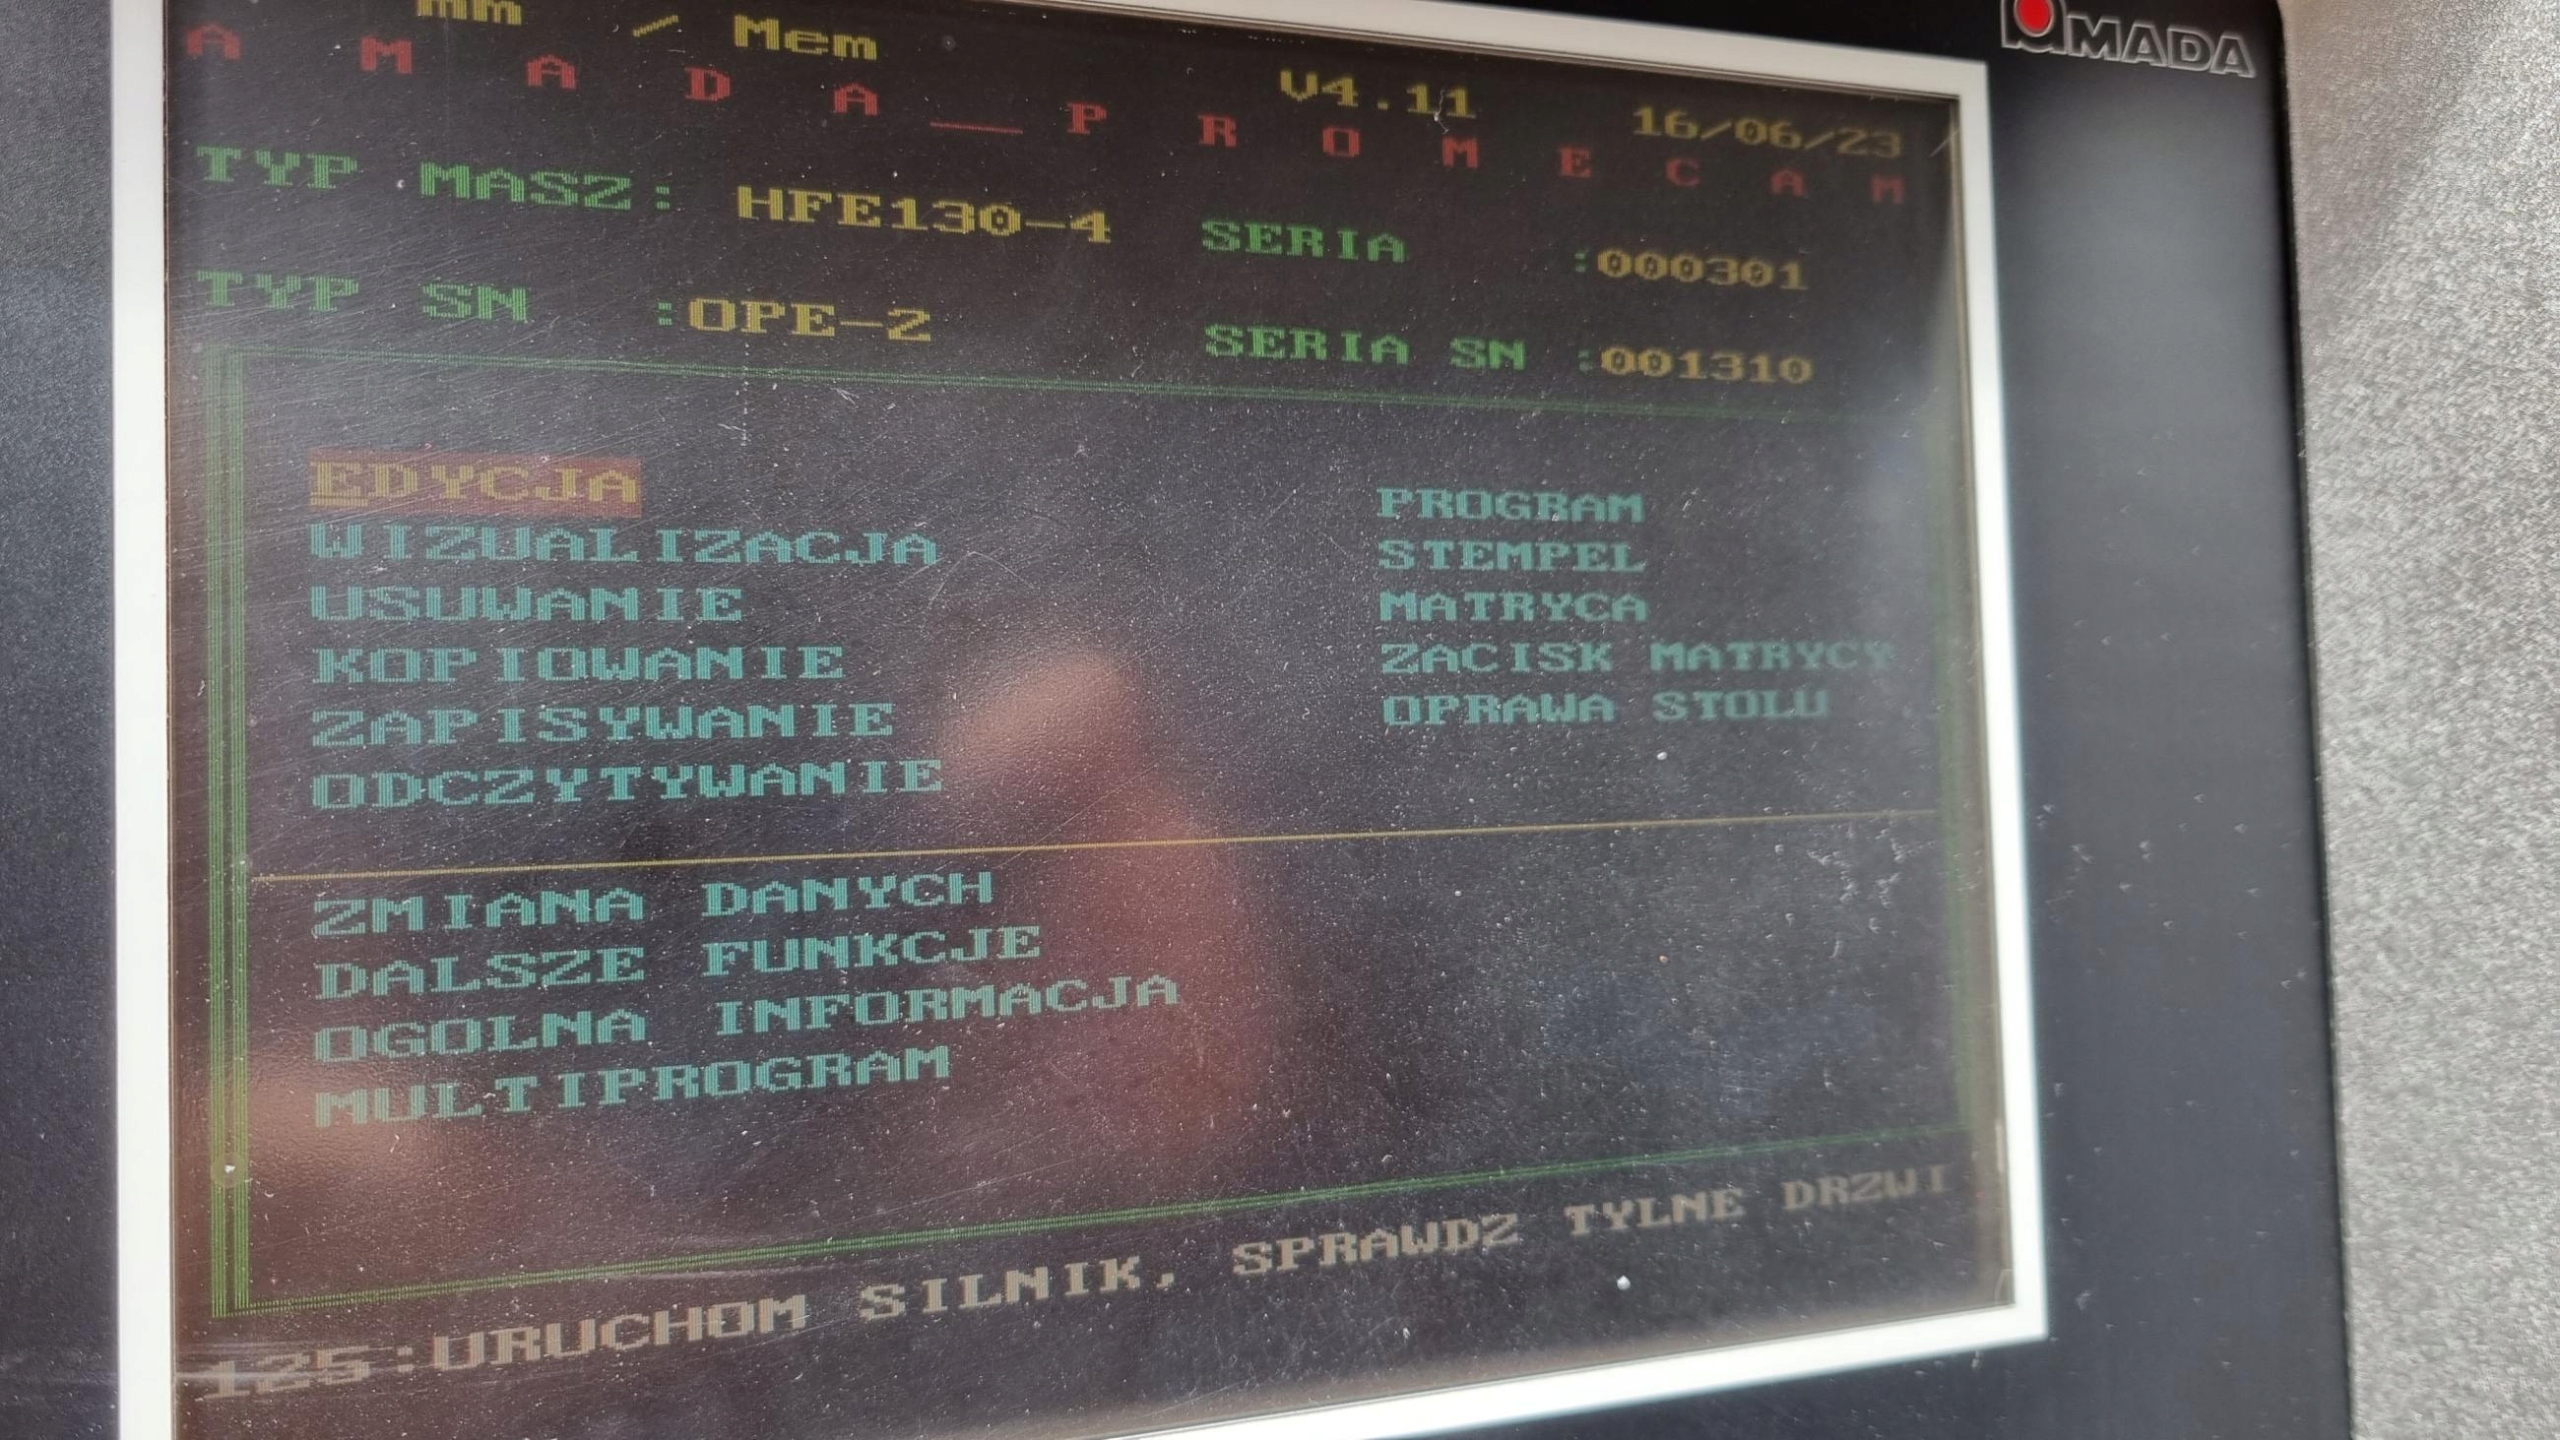 AMADA
mm / Mem V4.11 16/06/23
A M A D A __ P R O M E C A M
TYP MASZ: HFE130-4 SERIA :000301
TYP SN :OPE-2 SERIA SN :001310
EDYCJA PROGRAM
WIZUALIZACJA STEMPEL
USUWANIE MATRYCA
KOPIOWANIE ZACISK MATRYCY
ZAPISYWANIE OPRAWA STOLU
ODCZYTYWANIE
ZMIANA DANYCH
DALSZE FUNKCJE
OGOLNA INFORMACJA
MULTIPROGRAM
125:URUCHOM SILNIK, SPRAWDZ TYLNE DRZWI